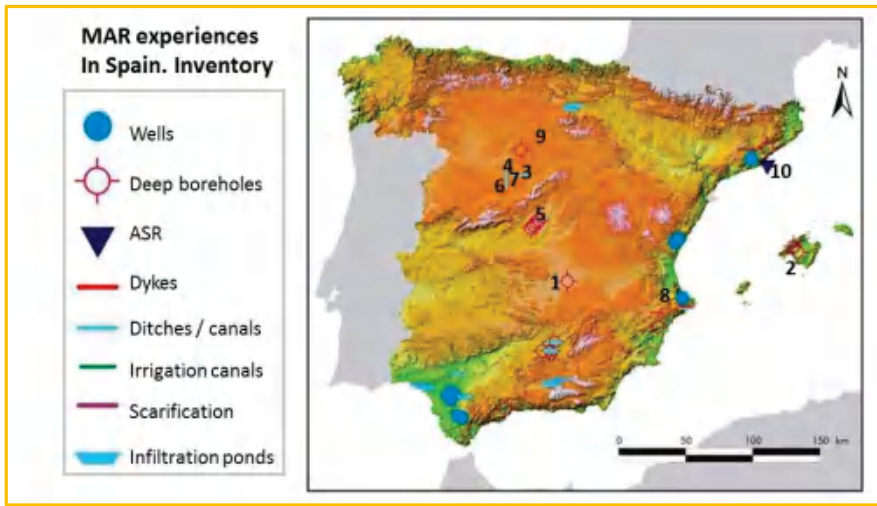 MAR experiences
In Spain. Inventory
Wells
Deep boreholes
ASR
Dykes
Ditches / canals
Irrigation canals
Scarification
Infiltration ponds
N
9
4
3
7
6
10
5
2
1
8
0 50 100 150 km